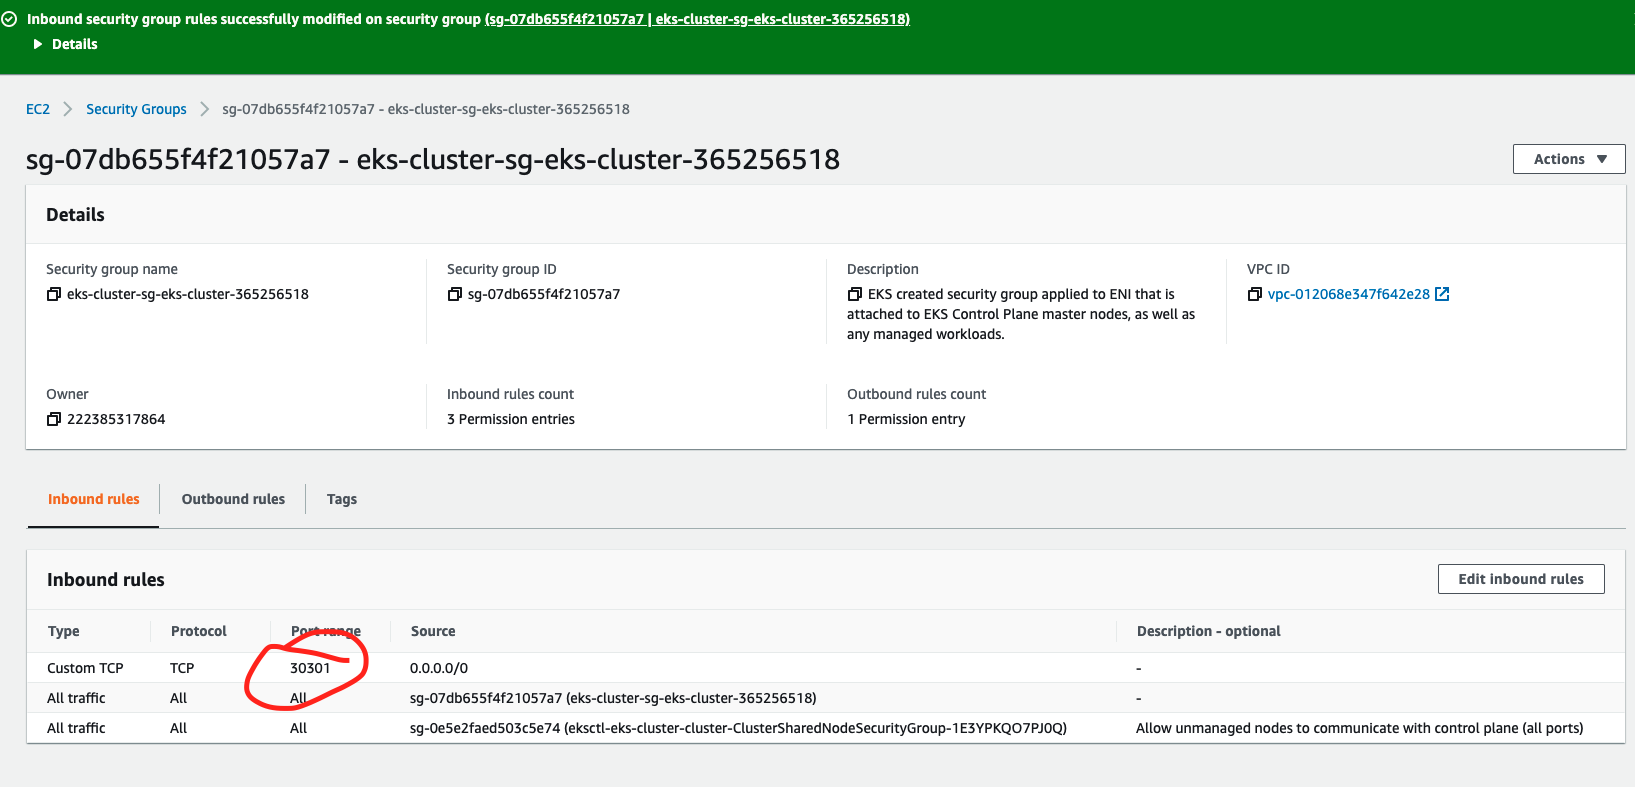 Inbound security group rules successfully modified on security group (sg-07db655f4f21057a7 | eks-cluster-sg-eks-cluster-365256518)
Details
EC2 Security Groups sg-07db655f4f21057a7 - eks-cluster-sg-eks-cluster-365256518
sg-07db655f4f21057a7 - eks-cluster-sg-eks-cluster-365256518
Actions
Details
Security group name
eks-cluster-sg-eks-cluster-365256518
Security group ID
sg-07db655f4f21057a7
Description
EKS created security group applied to ENI that is
attached to EKS Control Plane master nodes, as well as
any managed workloads.
VPC ID
vpc-012068e347f642e28
Owner
222385317864
Inbound rules count
3 Permission entries
Outbound rules count
1 Permission entry
Inbound rules Outbound rules Tags
Inbound rules
Edit inbound rules
Type Protocol Port range Source Description - optional
Custom TCP TCP 30301 0.0.0.0/0 -
All traffic All All sg-07db655f4f21057a7 (eks-cluster-sg-eks-cluster-365256518) -
All traffic All All sg-0e5e2faed503c5e74 (eksctl-eks-cluster-cluster-ClusterSharedNodeSecurityGroup-1E3YPKQO7PJ0Q) Allow unmanaged nodes to communicate with control plane (all ports)